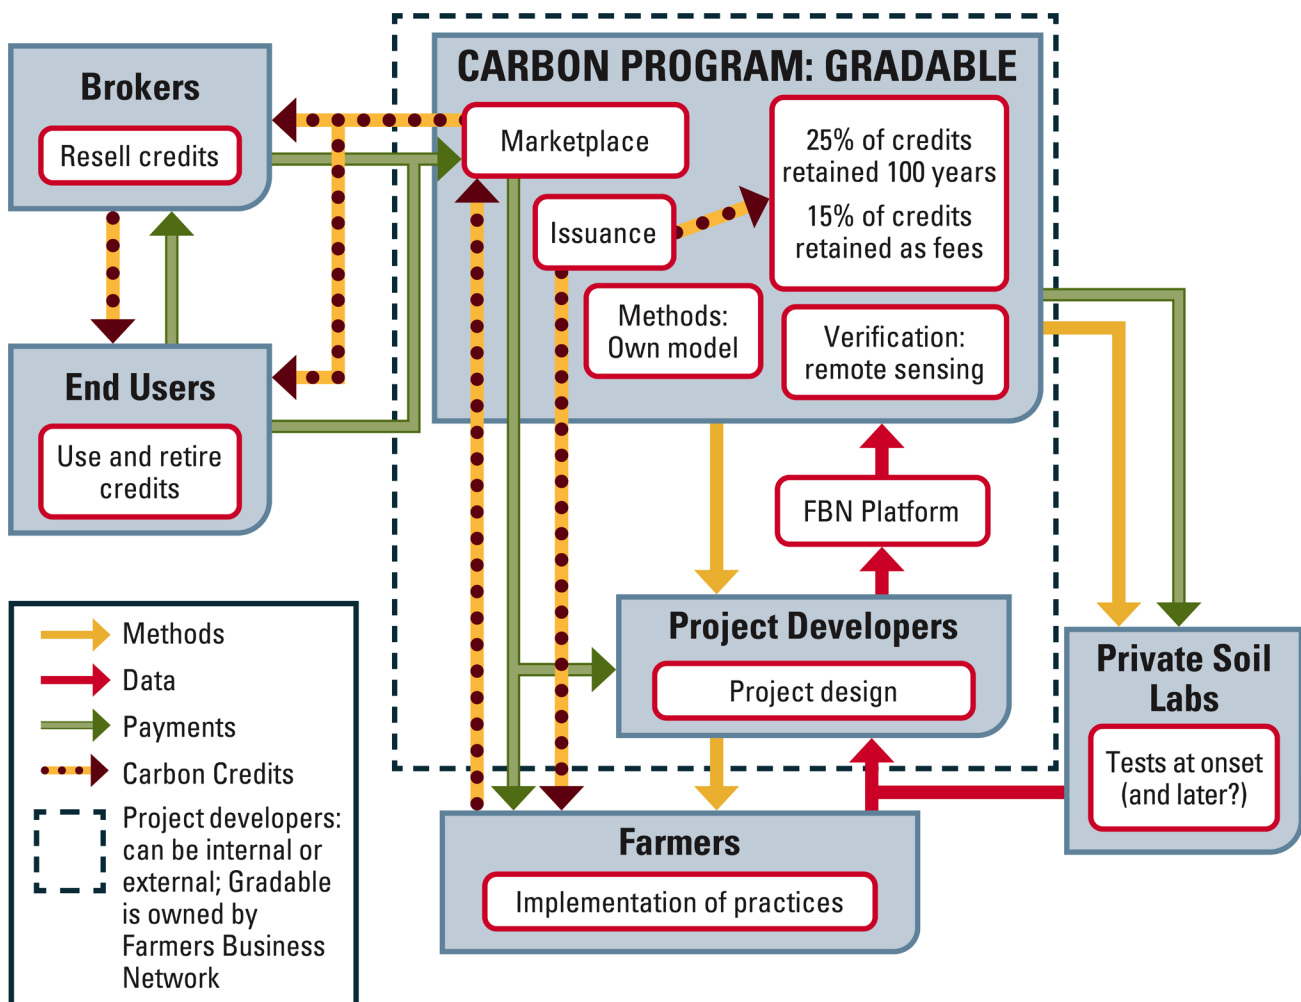 Brokers
Resell credits
End Users
Use and retire
credits
CARBON PROGRAM: GRADABLE
Marketplace
Issuance
25% of credits
retained 100 years
15% of credits
retained as fees
Methods:
Own model
Verification:
remote sensing
FBN Platform
Project Developers
Project design
Private Soil
Labs
Tests at onset
(and later?)
Farmers
Implementation of practices
Methods
Data
Payments
Carbon Credits
Project developers:
can be internal or
external; Gradable
is owned by
Farmers Business
Network